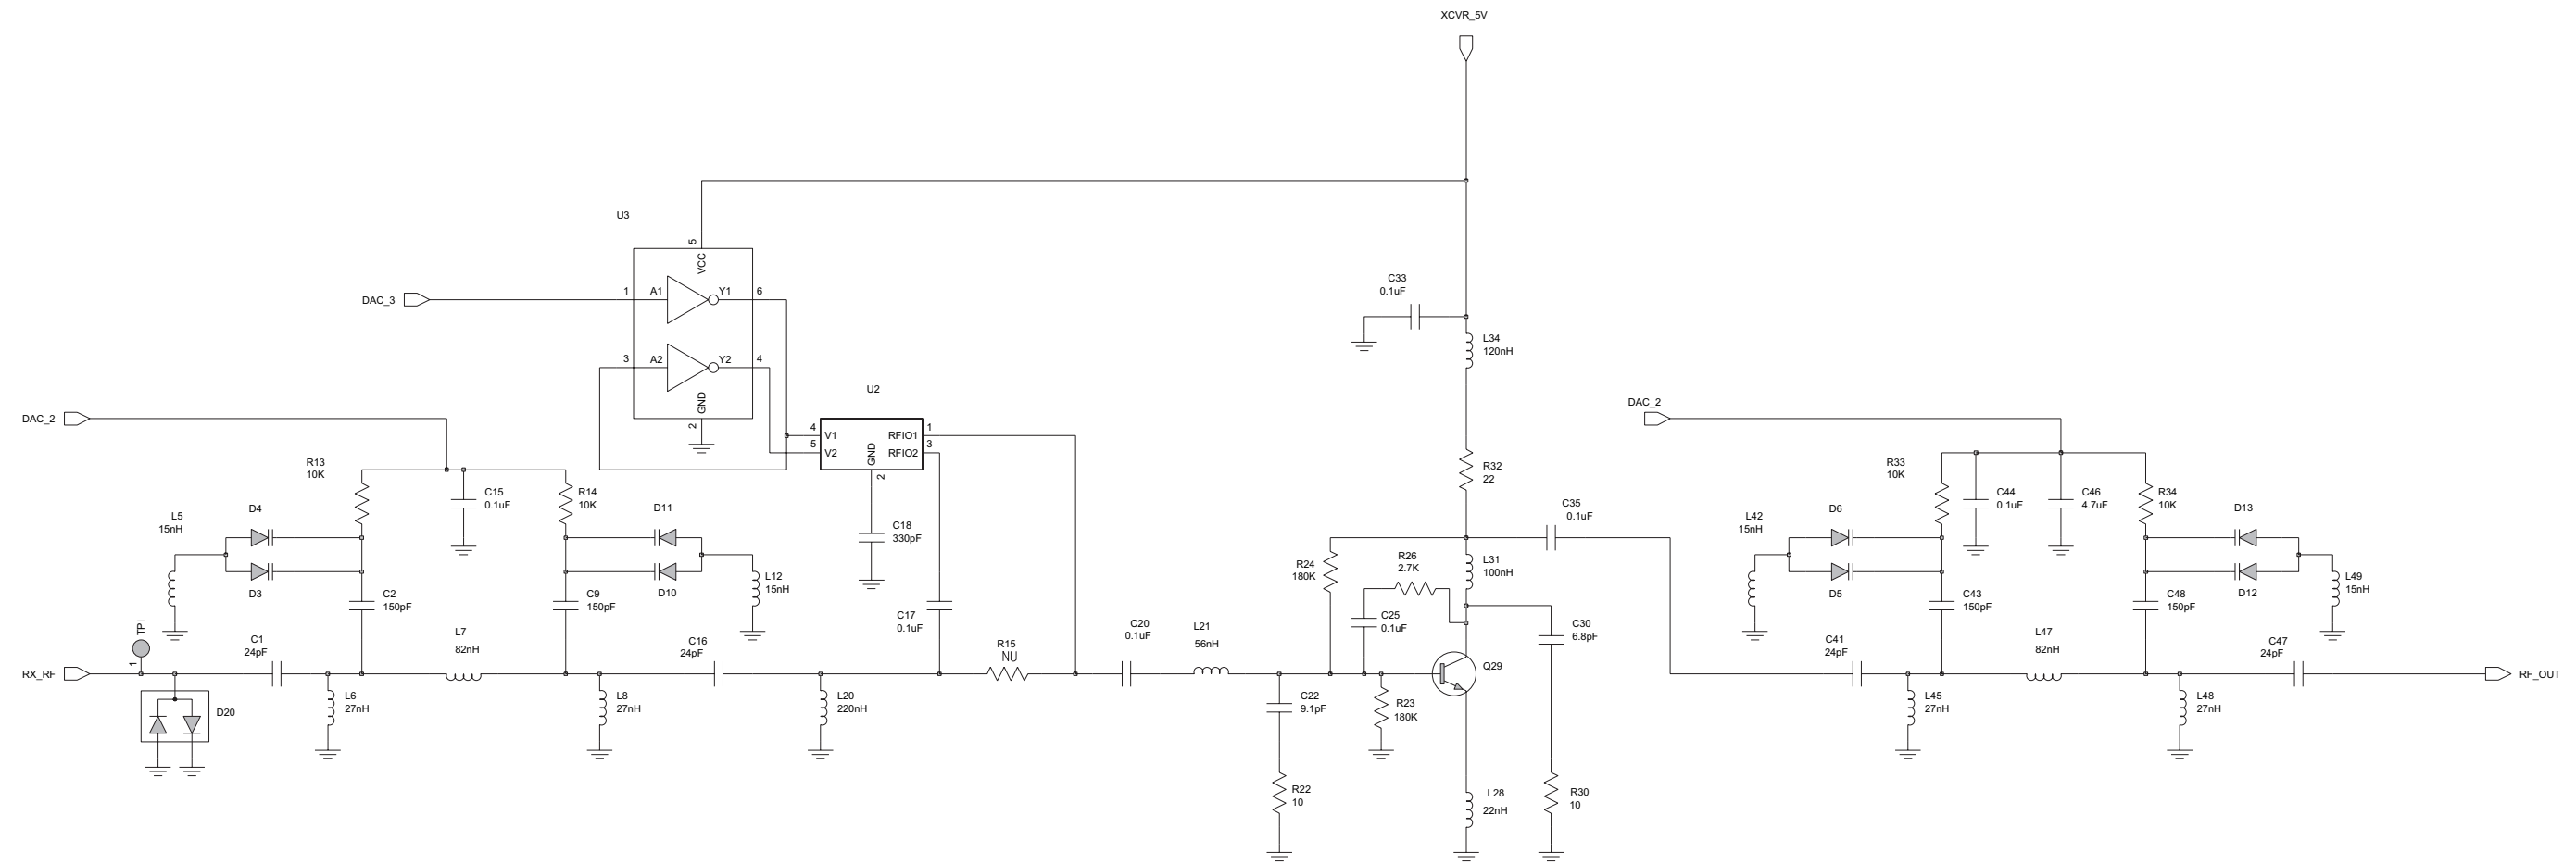 XCVR_5V
U3
5
VCC
DAC_3
1
A1
Y1
6
3
A2
Y2
4
GND
2
C33
0.1uF
L34
120nH
U2
DAC_2
4
V1
RFIO1
1
5
V2
RFIO2
3
GND
2
DAC_2
R13
10K
R32
22
R33
10K
C15
0.1uF
R14
10K
C44
0.1uF
C46
4.7uF
R34
10K
L5
15nH
D4
D11
C18
330pF
C35
0.1uF
L42
15nH
D6
D13
R24
180K
R26
2.7K
L31
100nH
D3
D10
L12
15nH
D5
D12
L49
15nH
C2
150pF
C9
150pF
C17
0.1uF
C25
0.1uF
C30
6.8pF
C43
150pF
C48
150pF
TPI
1
C1
24pF
L7
82nH
C16
24pF
R15
NU
C20
0.1uF
L21
56nH
C41
24pF
L47
82nH
C47
24pF
RX_RF
Q29
RF_OUT
D20
L6
27nH
L8
27nH
L20
220nH
C22
9.1pF
R23
180K
L45
27nH
L48
27nH
R22
10
L28
22nH
R30
10